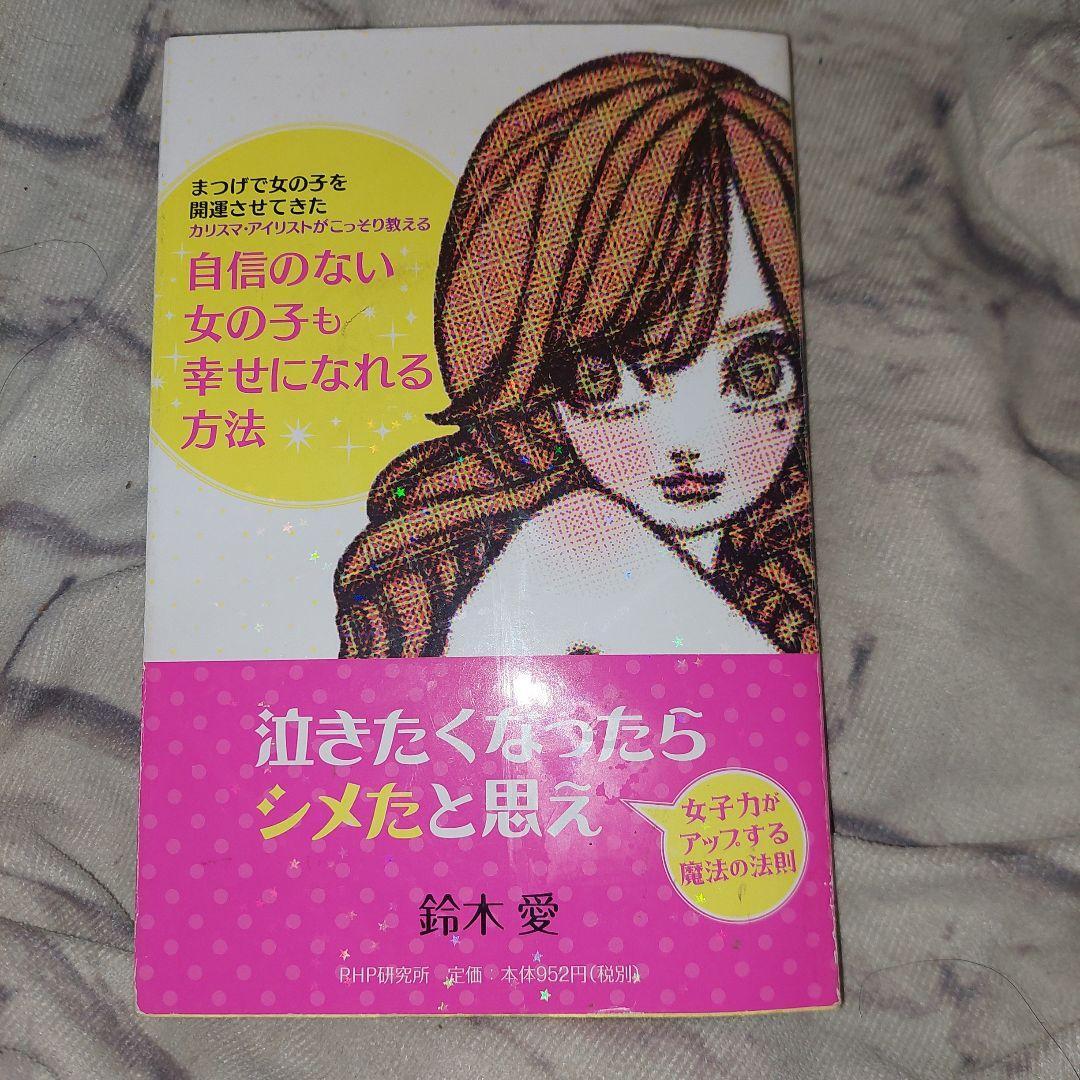 まつげで女の子を
開運させてきた
カリスマ・アイリストがこっそり教える
自信のない
女の子も
幸せになれる
方法
泣きたくなったら
シメたと思え
女子力が
アップする
魔法の法則
鈴木 愛
PHP研究所 定価：本体952円(税別)